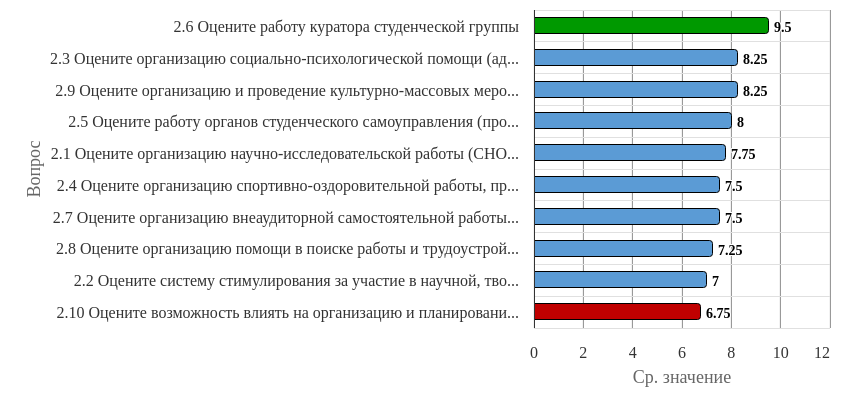 2.6 Оцените работу куратора студенческой группы 9.5
2.3 Оцените организацию социально-психологической помощи (ад... 8.25
2.9 Оцените организацию и проведение культурно-массовых меро... 8.25
2.5 Оцените работу органов студенческого самоуправления (про... 8
2.1 Оцените организацию научно-исследовательской работы (СНО... 7.75
2.4 Оцените организацию спортивно-оздоровительной работы, пр... 7.5
2.7 Оцените организацию внеаудиторной самостоятельной работы... 7.5
2.8 Оцените организацию помощи в поиске работы и трудоустрой... 7.25
2.2 Оцените систему стимулирования за участие в научной, тво... 7
2.10 Оцените возможность влиять на организацию и планировани... 6.75
Вопрос
0 2 4 6 8 10 12
Ср. значение